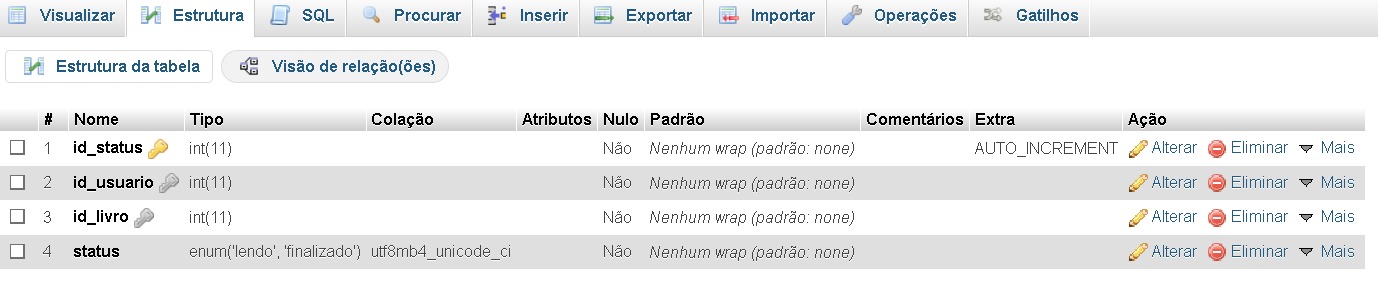 Visualizar Estrutura SQL Procurar Inserir Exportar Importar Operações Gatilhos
Estrutura da tabela Visão de relação(ões)
# Nome Tipo Colação Atributos Nulo Padrão Comentários Extra Ação
1 id_status int(11) Não Nenhum wrap (padrão: none) AUTO_INCREMENT Alterar Eliminar Mais
2 id_usuario int(11) Não Nenhum wrap (padrão: none) Alterar Eliminar Mais
3 id_livro int(11) Não Nenhum wrap (padrão: none) Alterar Eliminar Mais
4 status enum('lendo', 'finalizado') utf8mb4_unicode_ci Não Nenhum wrap (padrão: none) Alterar Eliminar Mais